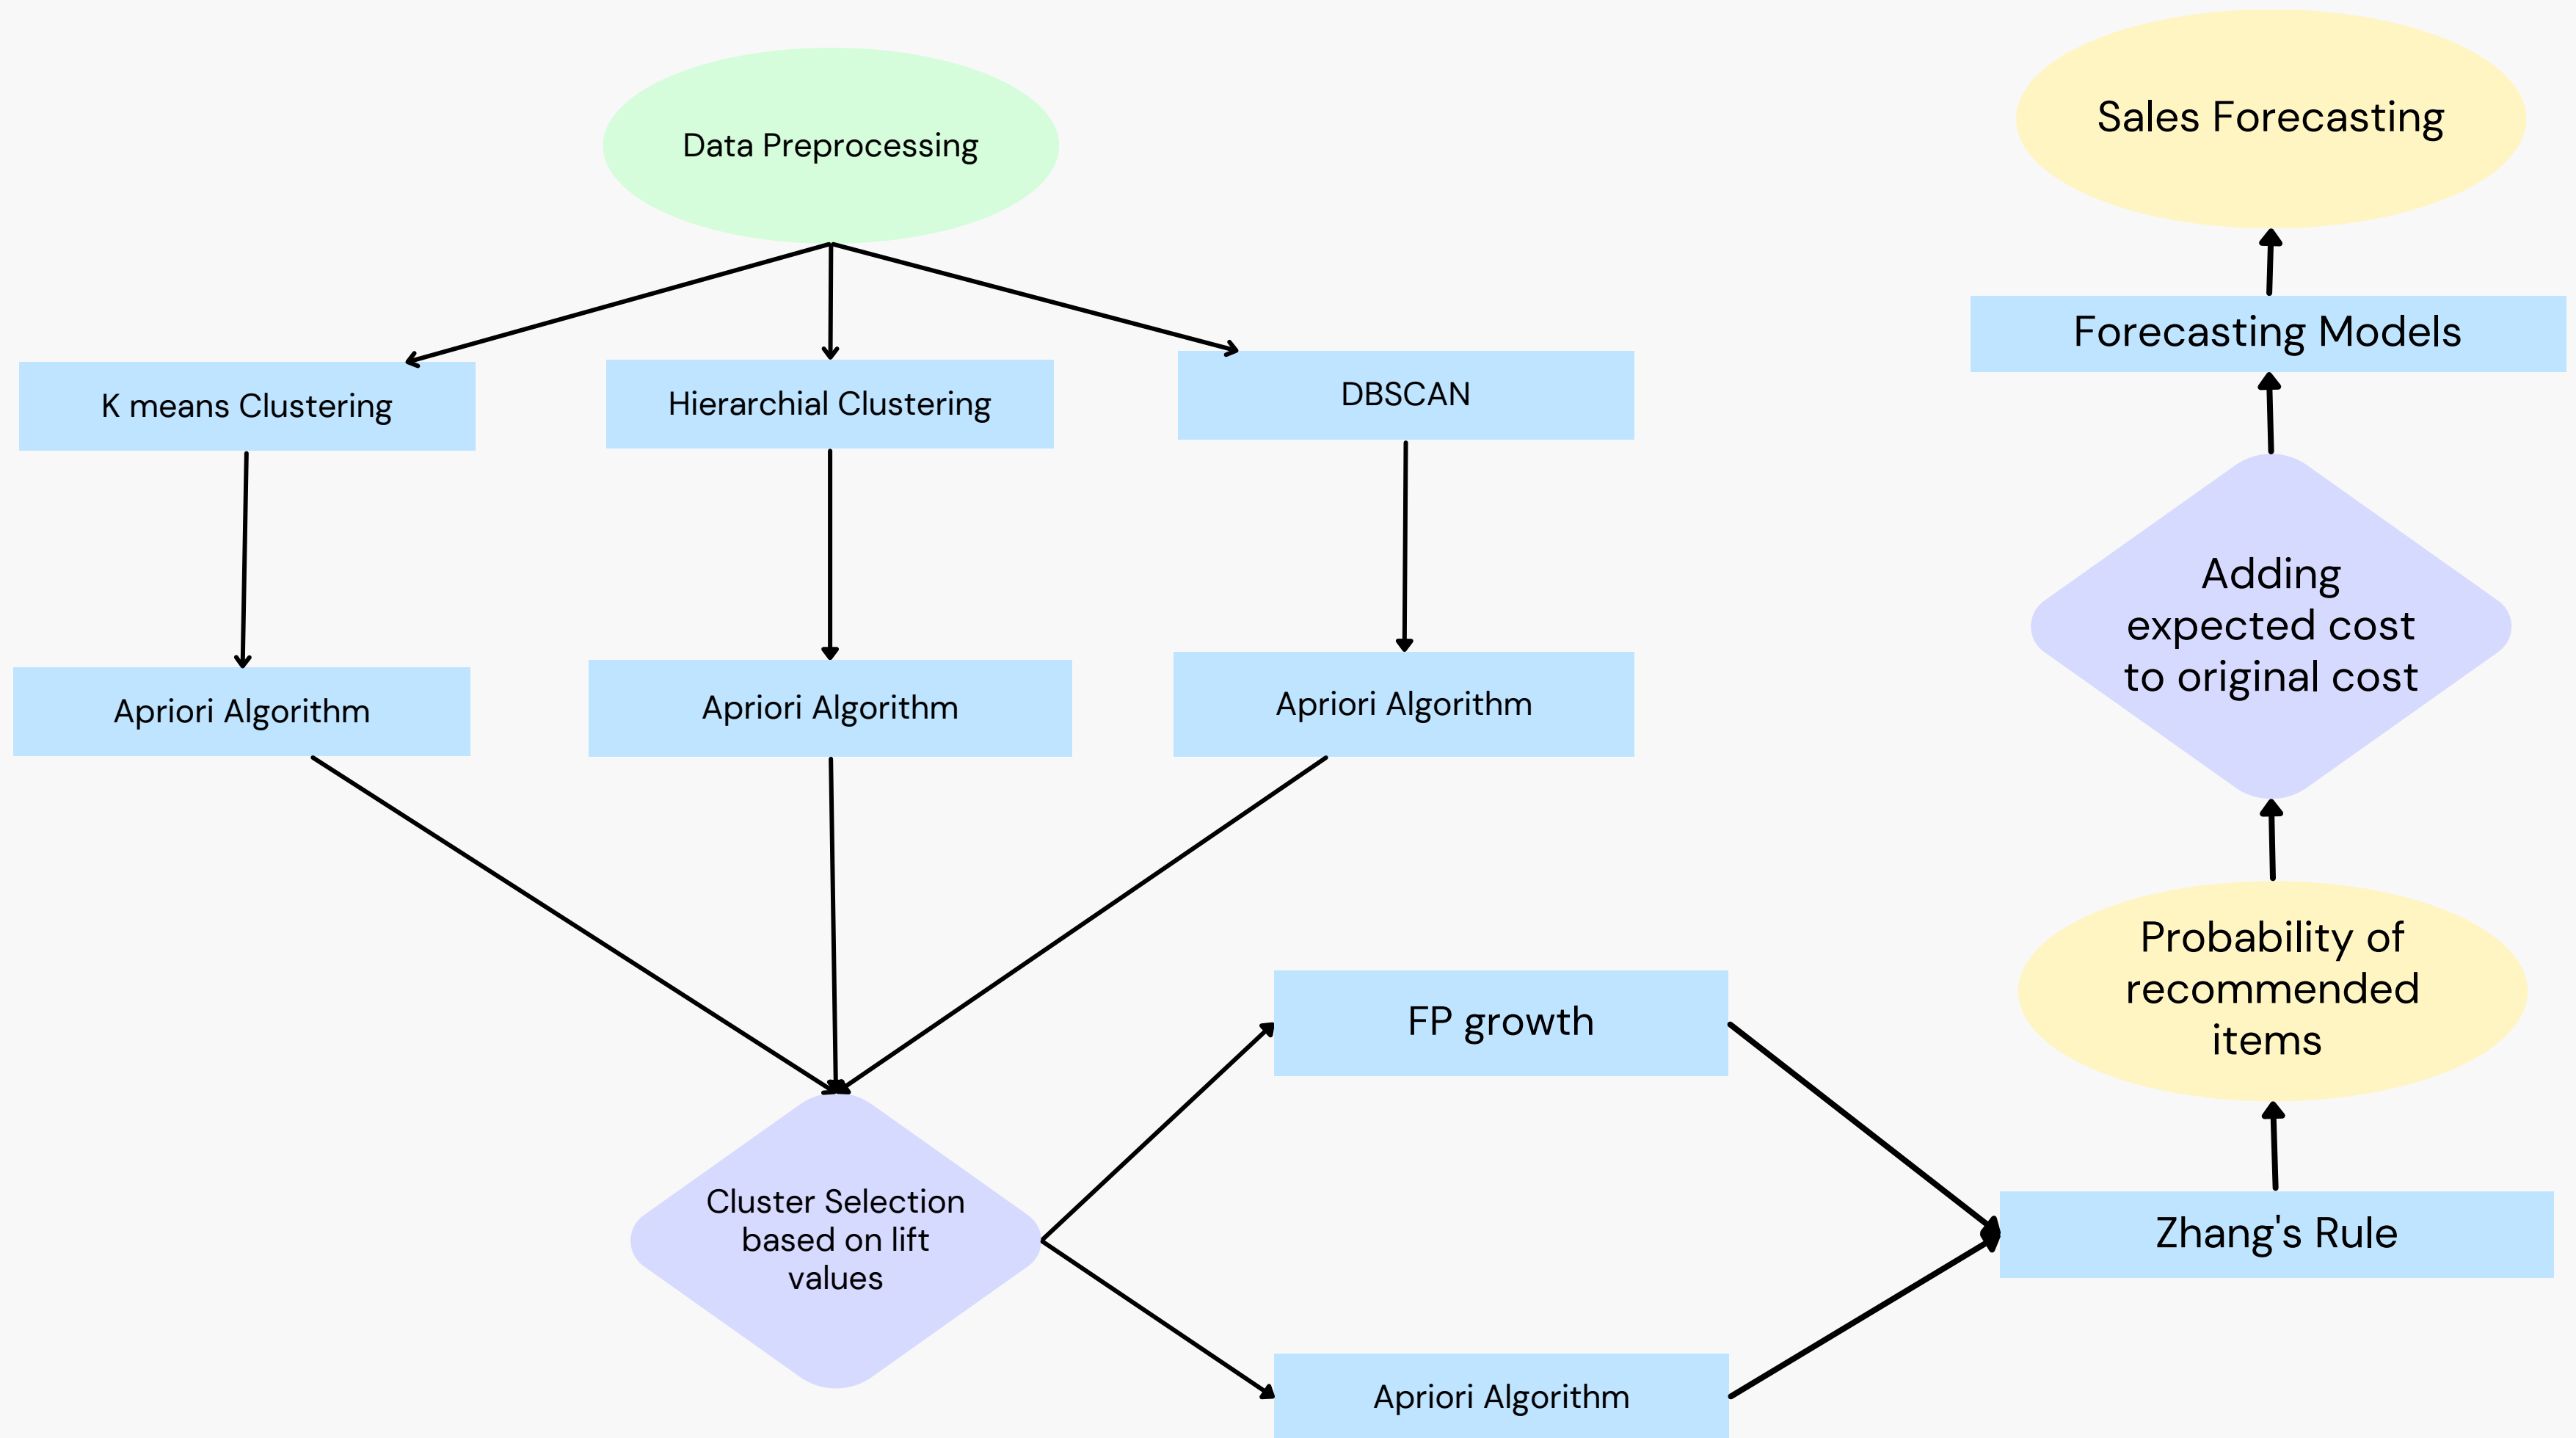 Data Preprocessing
K means Clustering
Hierarchial Clustering
DBSCAN
Apriori Algorithm
Apriori Algorithm
Apriori Algorithm
Cluster Selection
based on lift
values
FP growth
Apriori Algorithm
Zhang's Rule
Probability of
recommended
items
Adding
expected cost
to original cost
Forecasting Models
Sales Forecasting